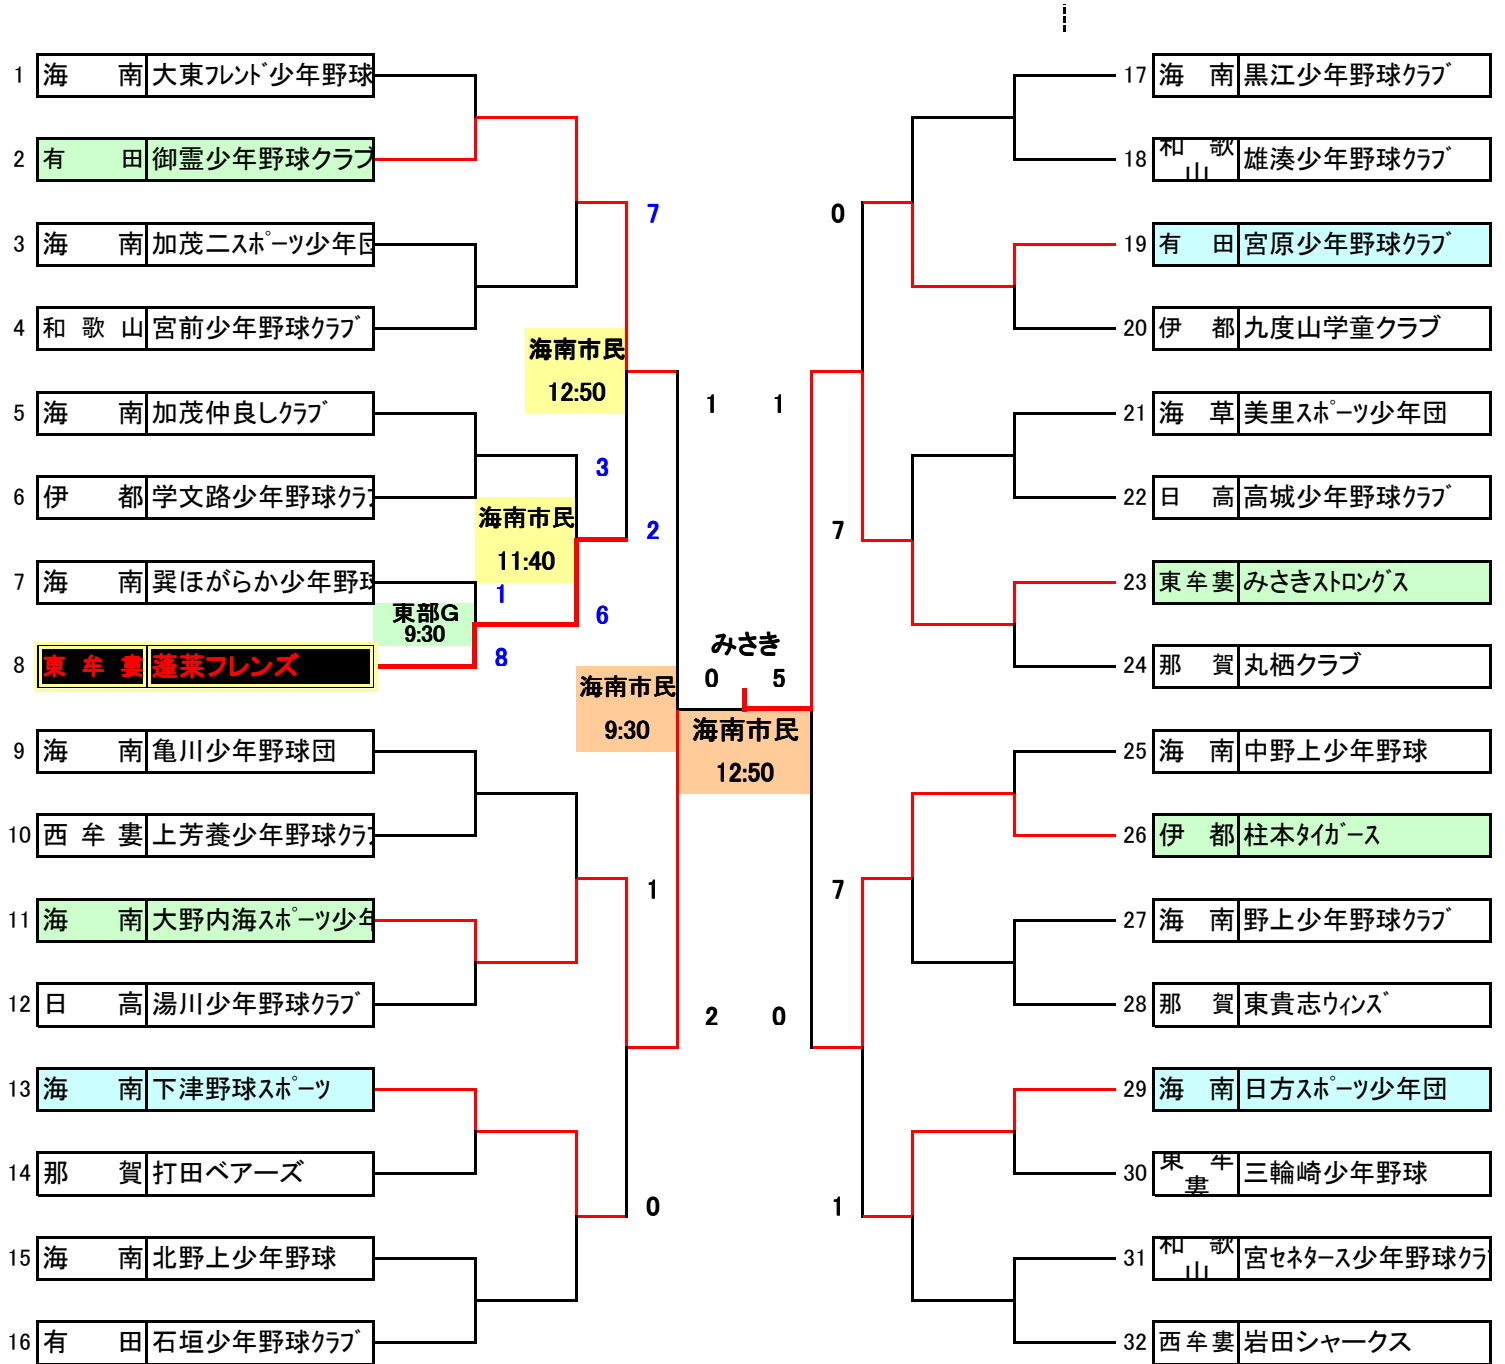 1 海 南 大東フレンド少年野球
2 有 田 御霊少年野球クラブ
3 海 南 加茂二スポーツ少年団
4 和 歌 山 宮前少年野球クラブ
5 海 南 加茂仲良しクラブ
6 伊 都 学文路少年野球クラブ
7 海 南 巽ほがらか少年野球
8 東 牟 婁 蓬莱フレンズ
9 海 南 亀川少年野球団
10 西 牟 婁 上芳養少年野球クラブ
11 海 南 大野内海スポーツ少年
12 日 高 湯川少年野球クラブ
13 海 南 下津野球スポーツ
14 那 賀 打田ベアーズ
15 海 南 北野上少年野球
16 有 田 石垣少年野球クラブ
7
海南市民
12:50
3
海南市民
11:40
2
1
東部G
9:30
6
8
海南市民
9:30
1
0
1 1
みさき
0 5
海南市民
12:50
2 0
0
7
7
1
17 海 南 黒江少年野球クラブ
18 和 歌 山 雄湊少年野球クラブ
19 有 田 宮原少年野球クラブ
20 伊 都 九度山学童クラブ
21 海 草 美里スポーツ少年団
22 日 高 高城少年野球クラブ
23 東 牟 婁 みさきストロングス
24 那 賀 丸栖クラブ
25 海 南 中野上少年野球
26 伊 都 柱本タイガース
27 海 南 野上少年野球クラブ
28 那 賀 東貴志ウィンズ
29 海 南 日方スポーツ少年団
30 東 牟 婁 三輪崎少年野球
31 和 歌 山 宮セネタース少年野球クラブ
32 西 牟 婁 岩田シャークス